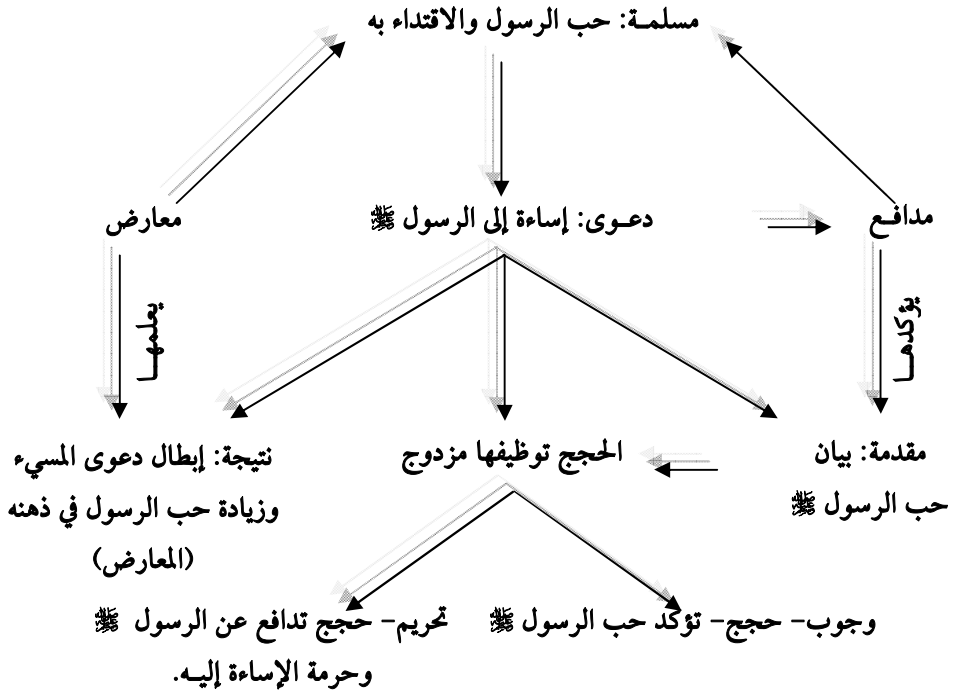 مسلمـة: حب الرسول والاقتداء به
مدافـع
دعـوى: إساءة إلى الرسول ﷺ
معارض
يؤكدهـا
يعلمهـا
مقدمة: بيان
حب الرسول ﷺ
الحجج توظيفها مزدوج
نتيجة: إبطال دعوى المسيء
وزيادة حب الرسول في ذهنه
(المعارض)
وجوب- حجج- تؤكد حب الرسول ﷺ
تحريم- حجج تدافع عن الرسول ﷺ
وحرمة الإساءة إليـه.